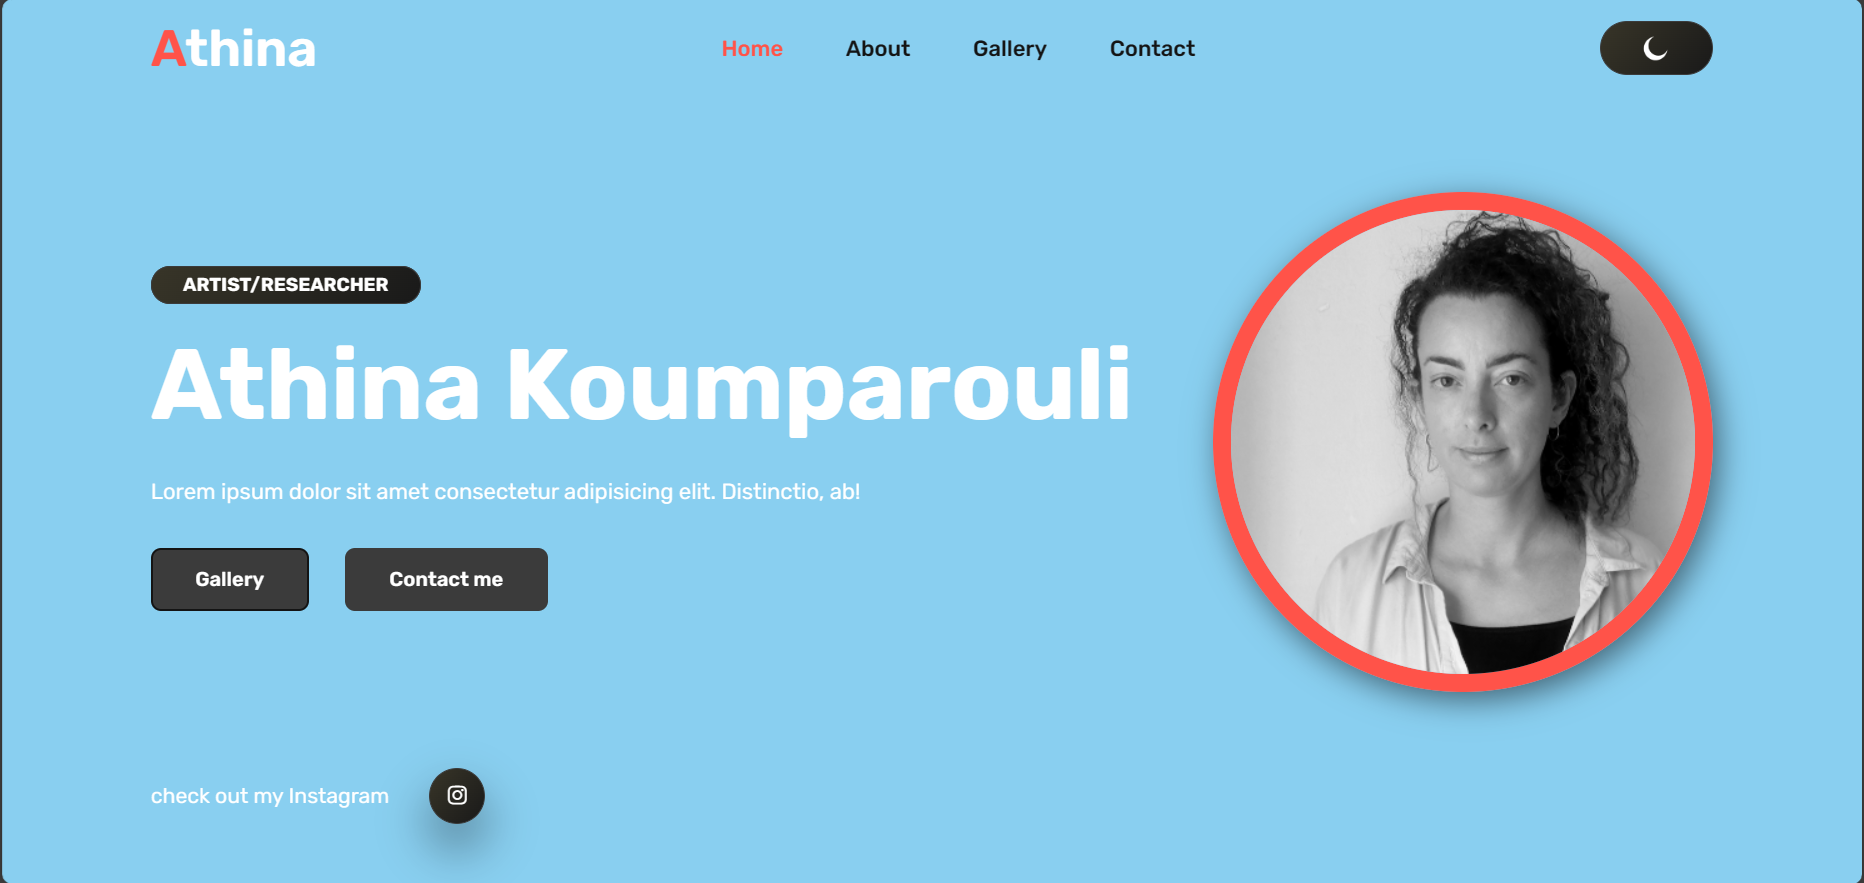 Athina
Home About Gallery Contact
ARTIST/RESEARCHER
Athina Koumparouli
Lorem ipsum dolor sit amet consectetur adipisicing elit. Distinctio, ab!
Gallery Contact me
check out my Instagram